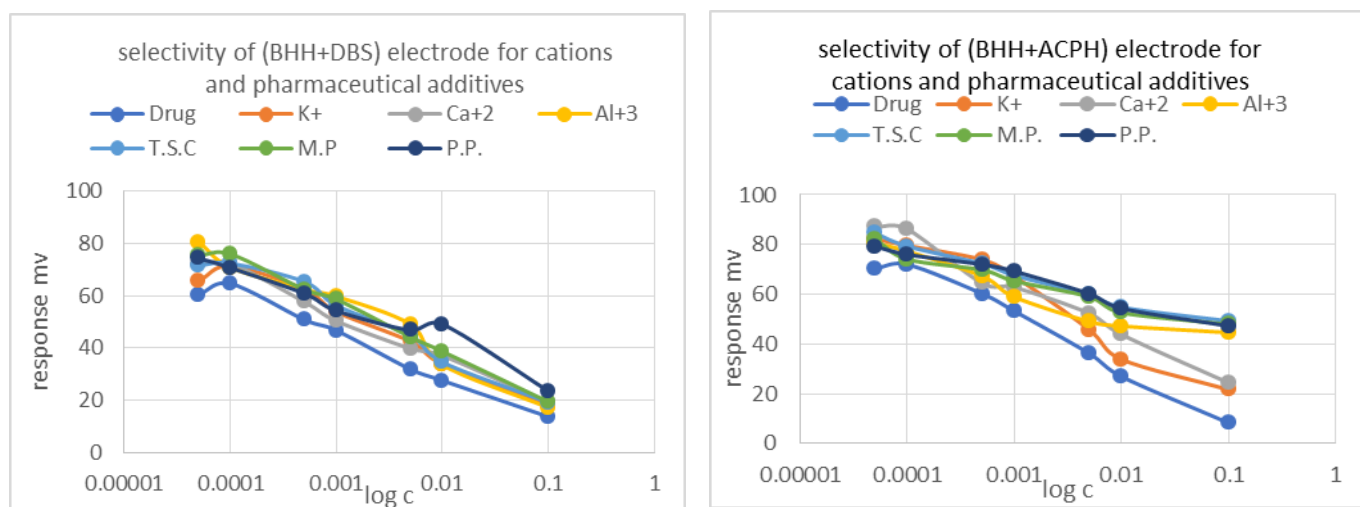 selectivity of (BHH+DBS) electrode for cations
and pharmaceutical additives
Drug K+ Ca+2 Al+3
T.S.C M.P P.P.
100
80
60
40
20
0
response mv
0.00001 0.0001 0.001 0.01 0.1 1
log c
selectivity of (BHH+ACPH) electrode for
cations and pharmaceutical additives
Drug K+ Ca+2 Al+3
T.S.C M.P. P.P.
100
80
60
40
20
0
response mv
0.00001 0.0001 0.001 0.01 0.1 1
log c